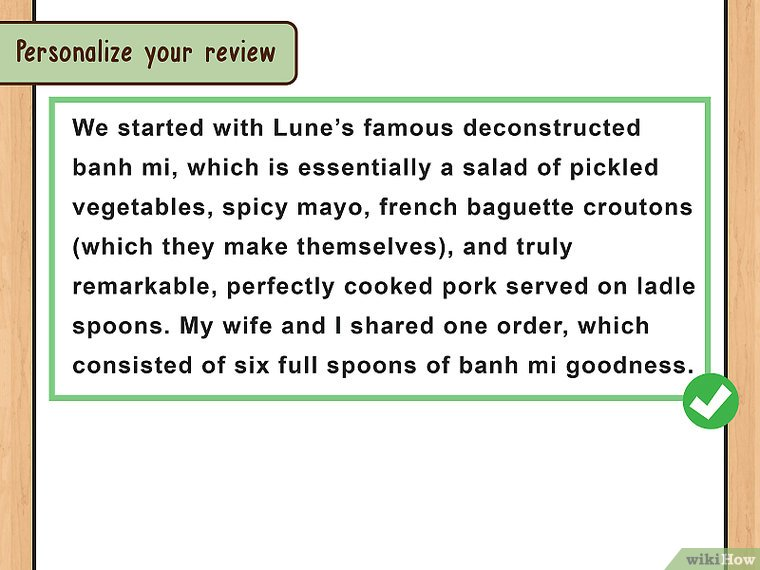 Personalize your review
We started with Lune's famous deconstructed
banh mi, which is essentially a salad of pickled
vegetables, spicy mayo, french baguette croutons
(which they make themselves), and truly
remarkable, perfectly cooked pork served on ladle
spoons. My wife and I shared one order, which
consisted of six full spoons of banh mi goodness.
wikiHow